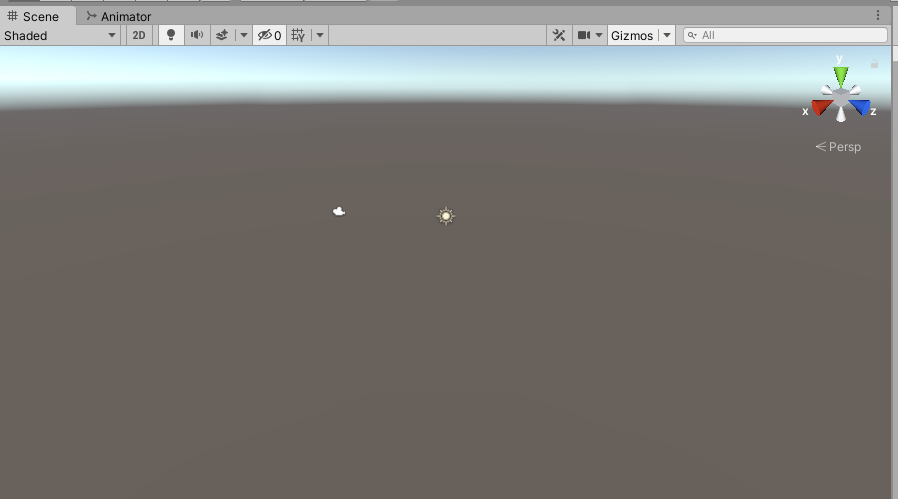 Scene Animator
Shaded 2D 0 Gizmos All
y
x z
Persp